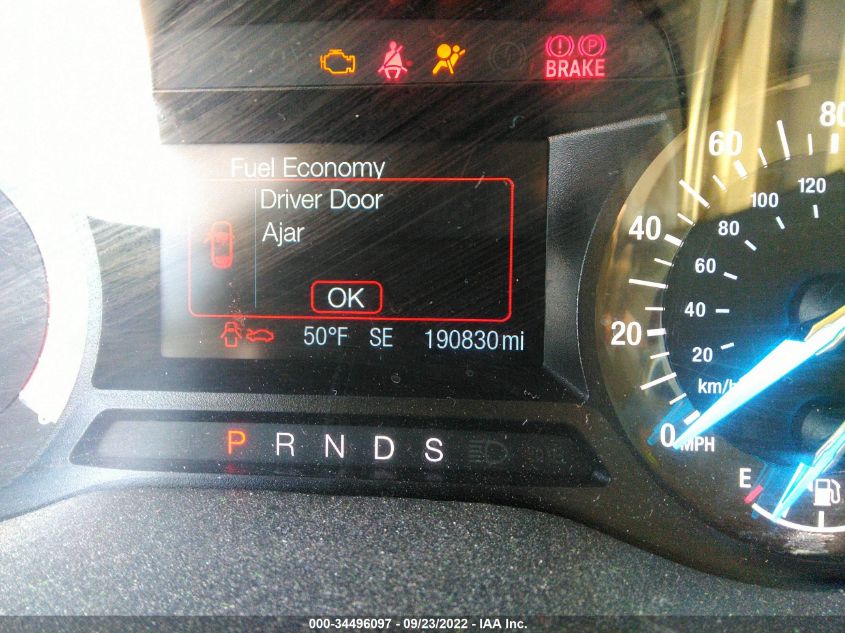 BRAKE
Fuel Economy
Driver Door
Ajar
OK
50°F SE 190830 mi
P R N D S
0 20 40 60 80
20 40 60 80 100 120
km/h
MPH
E
000-34496097 - 09/23/2022 - IAA Inc.